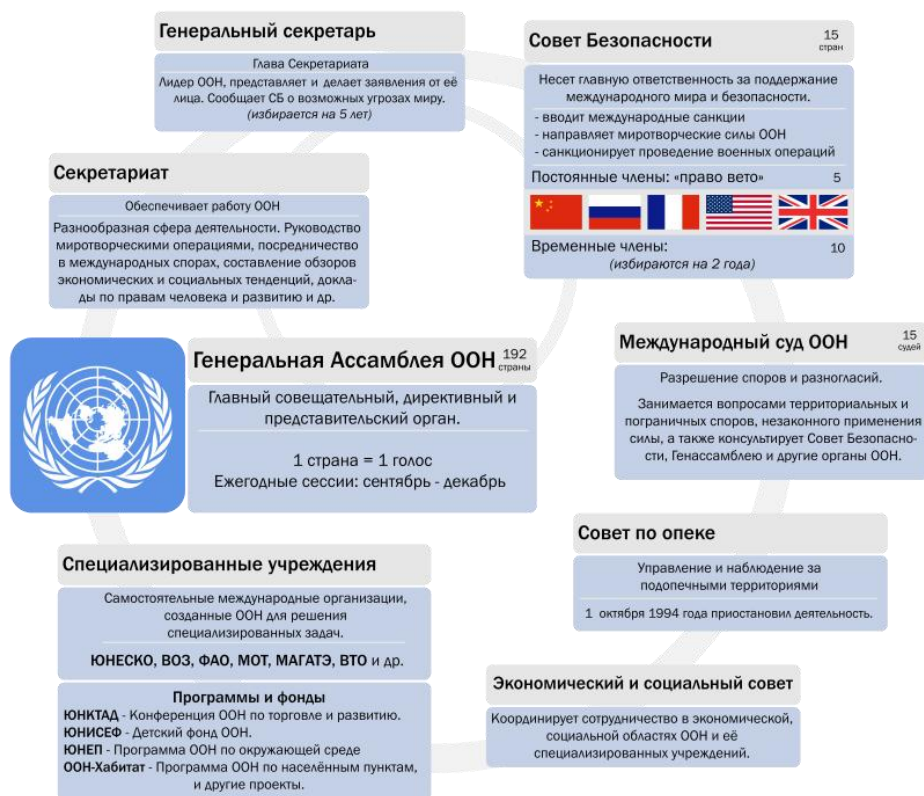 Генеральный секретарь
Глава Секретариата
Лидер ООН, представляет и делает заявления от её
лица. Сообщает СБ о возможных угрозах миру.
(избирается на 5 лет)
Совет Безопасности
15
стран
Несет главную ответственность за поддержание
международного мира и безопасности.
- вводит международные санкции
- направляет миротворческие силы ООН
- санкционирует проведение военных операций
Постоянные члены: «право вето» 5
Временные члены: 10
(избираются на 2 года)
Секретариат
Обеспечивает работу ООН
Разнообразная сфера деятельности. Руководство
миротворческими операциями, посредничество
в международных спорах, составление обзоров
экономических и социальных тенденций, докла-
ды по правам человека и развитию и др.
Генеральная Ассамблея ООН
192
страны
Главный совещательный, директивный и
представительский орган.
1 страна = 1 голос
Ежегодные сессии: сентябрь - декабрь
Международный суд ООН
15
судей
Разрешение споров и разногласий.
Занимается вопросами территориальных и
пограничных споров, незаконного применения
силы, а также консультирует Совет Безопасно-
сти, Генассамблею и другие органы ООН.
Совет по опеке
Управление и наблюдение за
подопечными территориями
1 октября 1994 года приостановил деятельность.
Специализированные учреждения
Самостоятельные международные организации,
созданные ООН для решения
специализированных задач.
ЮНЕСКО, ВОЗ, ФАО, МОТ, МАГАТЭ, ВТО и др.
Программы и фонды
ЮНКТАД - Конференция ООН по торговле и развитию.
ЮНИСЕФ - Детский фонд ООН.
ЮНЕП - Программа ООН по окружающей среде
ООН-Хабитат - Программа ООН по населённым пунктам,
и другие проекты.
Экономический и социальный совет
Координирует сотрудничество в экономической,
социальной областях ООН и её
специализированных учреждений.